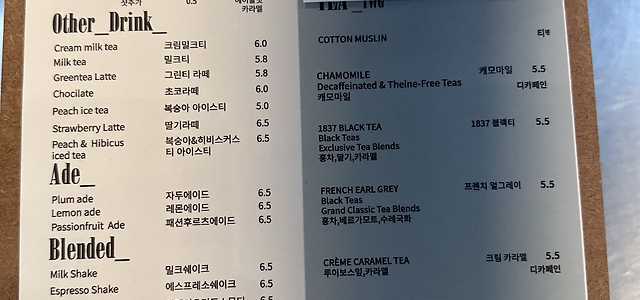 샷추가 0.5
카라멜
Other_Drink_
Cream milk tea 크림밀크티 6.0
Milk tea 밀크티 5.8
Greentea Latte 그린티 라떼 5.8
Chocilate 초코라떼 6.0
Peach ice tea 복숭아 아이스티 5.0
Strawberry Latte 딸기라떼 6.5
Peach & Hibicus 복숭아&히비스커스 6.5
iced tea 티 아이스티
Ade_
Plum ade 자두에이드 6.5
Lemon ade 레몬에이드 6.5
Passionfruit Ade 패션후르츠에이드 6.5
Blended_
Milk Shake 밀크쉐이크 6.5
Espresso Shake 에스프레소쉐이크 6.5
6.5
TEA_TWG
COTTON MUSLIN
CHAMOMILE 캐모마일 5.5
Decaffeinated & Theine-Free Teas 디카페인
캐모마일
1837 BLACK TEA 1837 블랙티 5.5
Black Teas
Exclusive Tea Blends
홍차,딸기,카라멜
FRENCH EARL GREY 프렌치 얼그레이 5.5
Black Teas
Grand Classic Tea Blends
홍차,베르가모트,수레국화
CRÈME CARAMEL TEA 크림 카라멜 5.5
루이보스잎,카라멜 디카페인